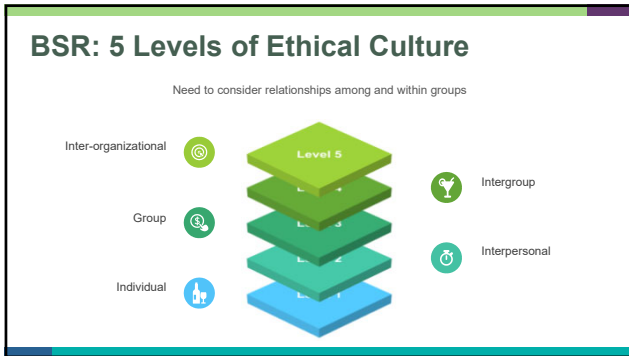 BSR: 5 Levels of Ethical Culture
Need to consider relationships among and within groups
Inter-organizational
Level 5
Intergroup
Group
Interpersonal
Individual